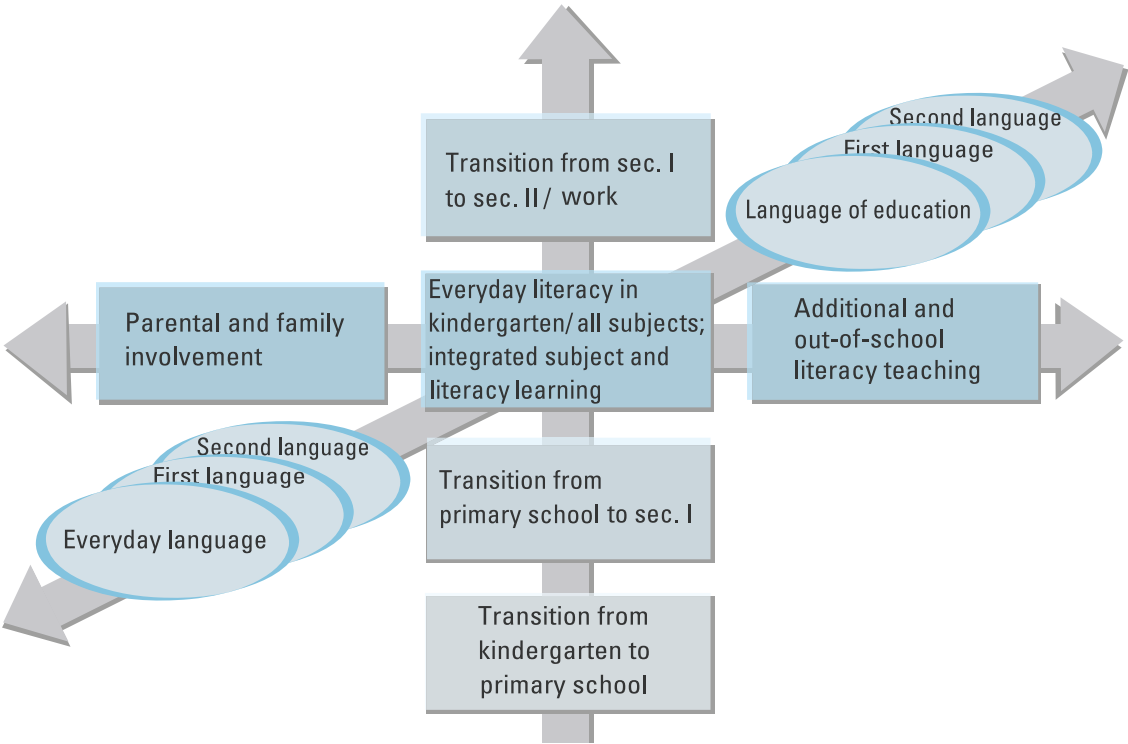 Second language
First language
Language of education
Transition from sec. I
to sec. II / work
Parental and family
involvement
Everyday literacy in
kindergarten/ all subjects;
integrated subject and
literacy learning
Additional and
out-of-school
literacy teaching
Second language
First language
Everyday language
Transition from
primary school to sec. I
Transition from
kindergarten to
primary school